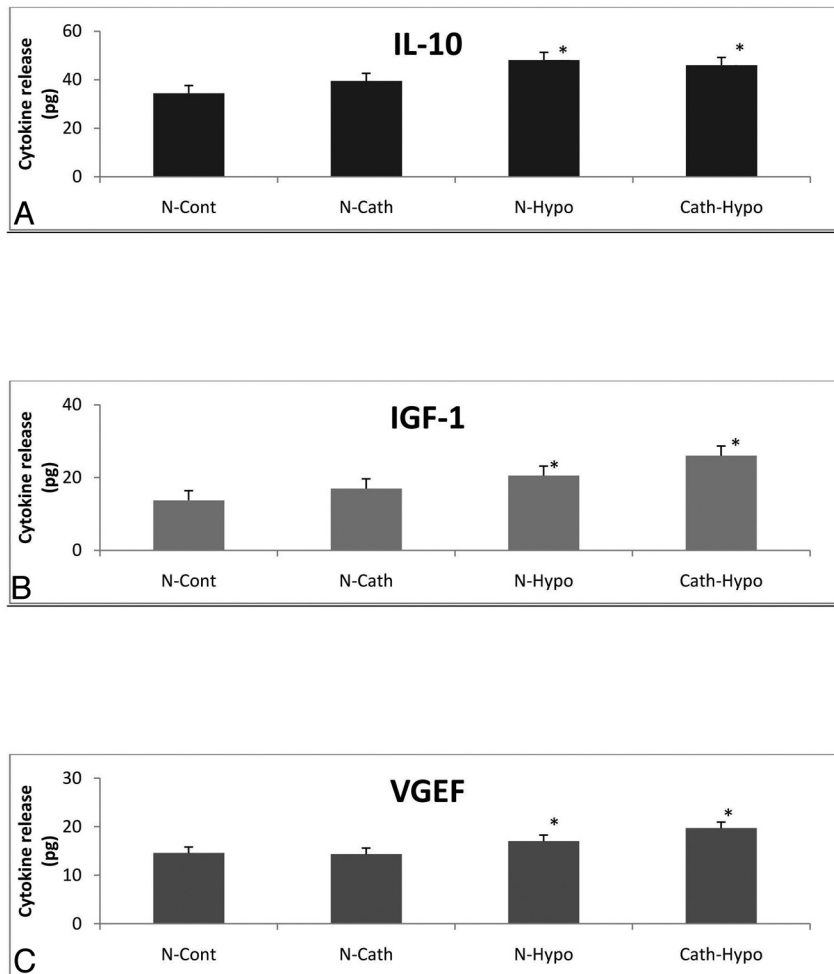 IL-10
Cytokine release
(pg)
60
40
20
0
*
*
N-Cont N-Cath N-Hypo Cath-Hypo
A
IGF-1
Cytokine release
(pg)
40
20
0
*
*
N-Cont N-Cath N-Hypo Cath-Hypo
B
VGEF
Cytokine release
(pg)
30
20
10
0
*
*
N-Cont N-Cath N-Hypo Cath-Hypo
C